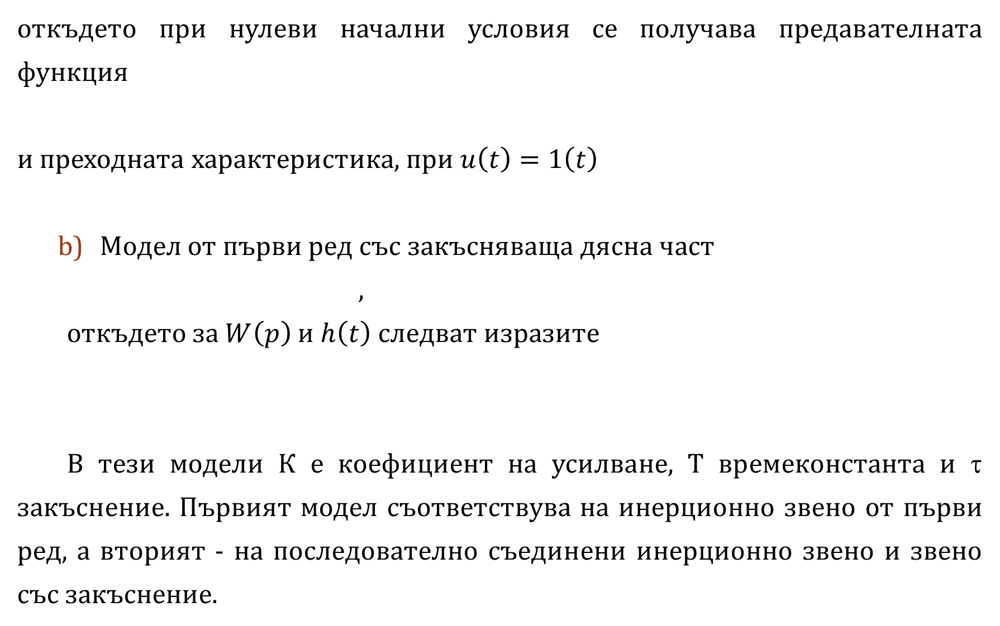 откъдето при нулеви начални условия се получава предавателната
функция
и преходната характеристика, при u(t) = 1(t)
b) Модел от първи ред със закъсняваща дясна част
,
откъдето за W(p) и h(t) следват изразите
В тези модели К е коефициент на усилване, Т времеконстанта и τ
закъснение. Първият модел съответствува на инерционно звено от първи
ред, а вторият - на последователно съединени инерционно звено и звено
със закъснение.